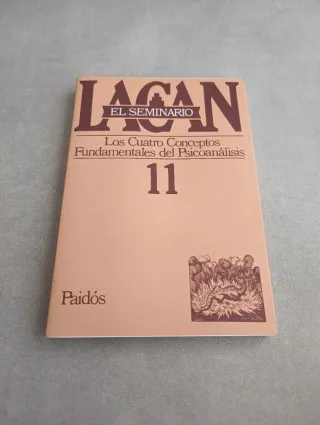 LACAN
EL SEMINARIO
Los Cuatro Conceptos
Fundamentales del Psicoanálisis
11
Paidós